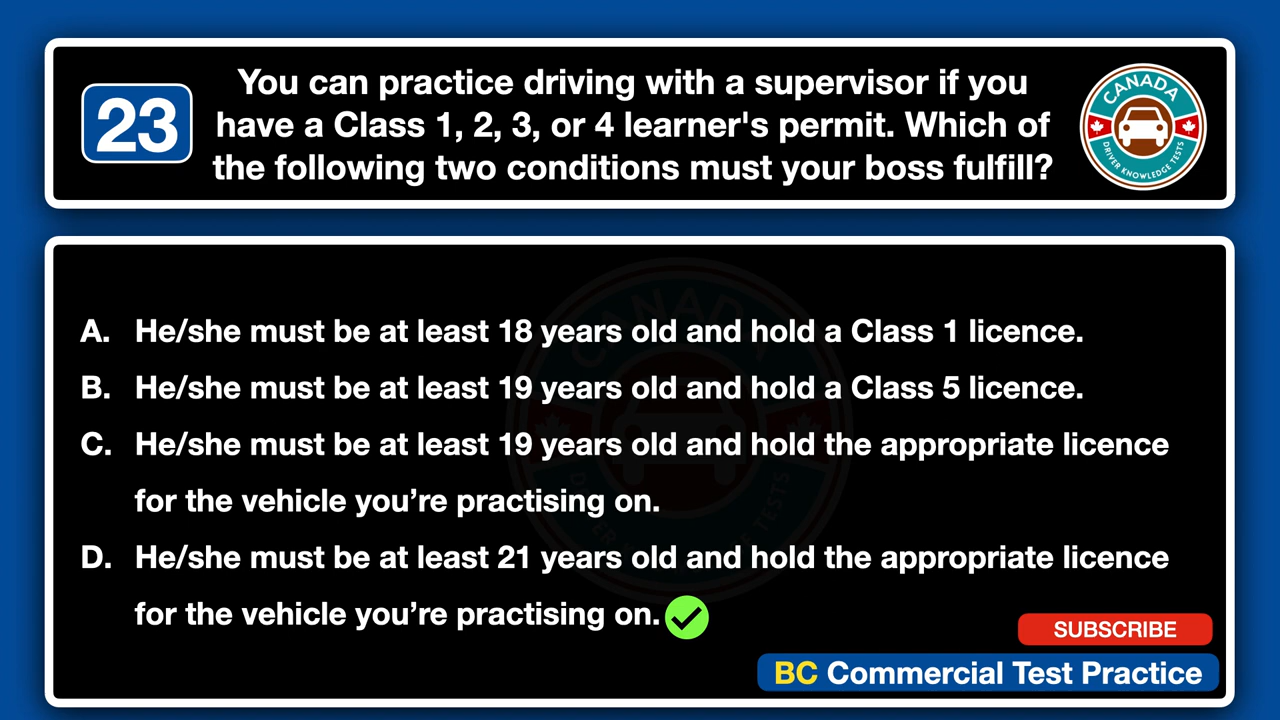 23
You can practice driving with a supervisor if you
have a Class 1, 2, 3, or 4 learner's permit. Which of
the following two conditions must your boss fulfill?
CANADA
DRIVER KNOWLEDGE TESTS
A. He/she must be at least 18 years old and hold a Class 1 licence.
B. He/she must be at least 19 years old and hold a Class 5 licence.
C. He/she must be at least 19 years old and hold the appropriate licence
for the vehicle you’re practising on.
D. He/she must be at least 21 years old and hold the appropriate licence
for the vehicle you’re practising on.
SUBSCRIBE
BC Commercial Test Practice